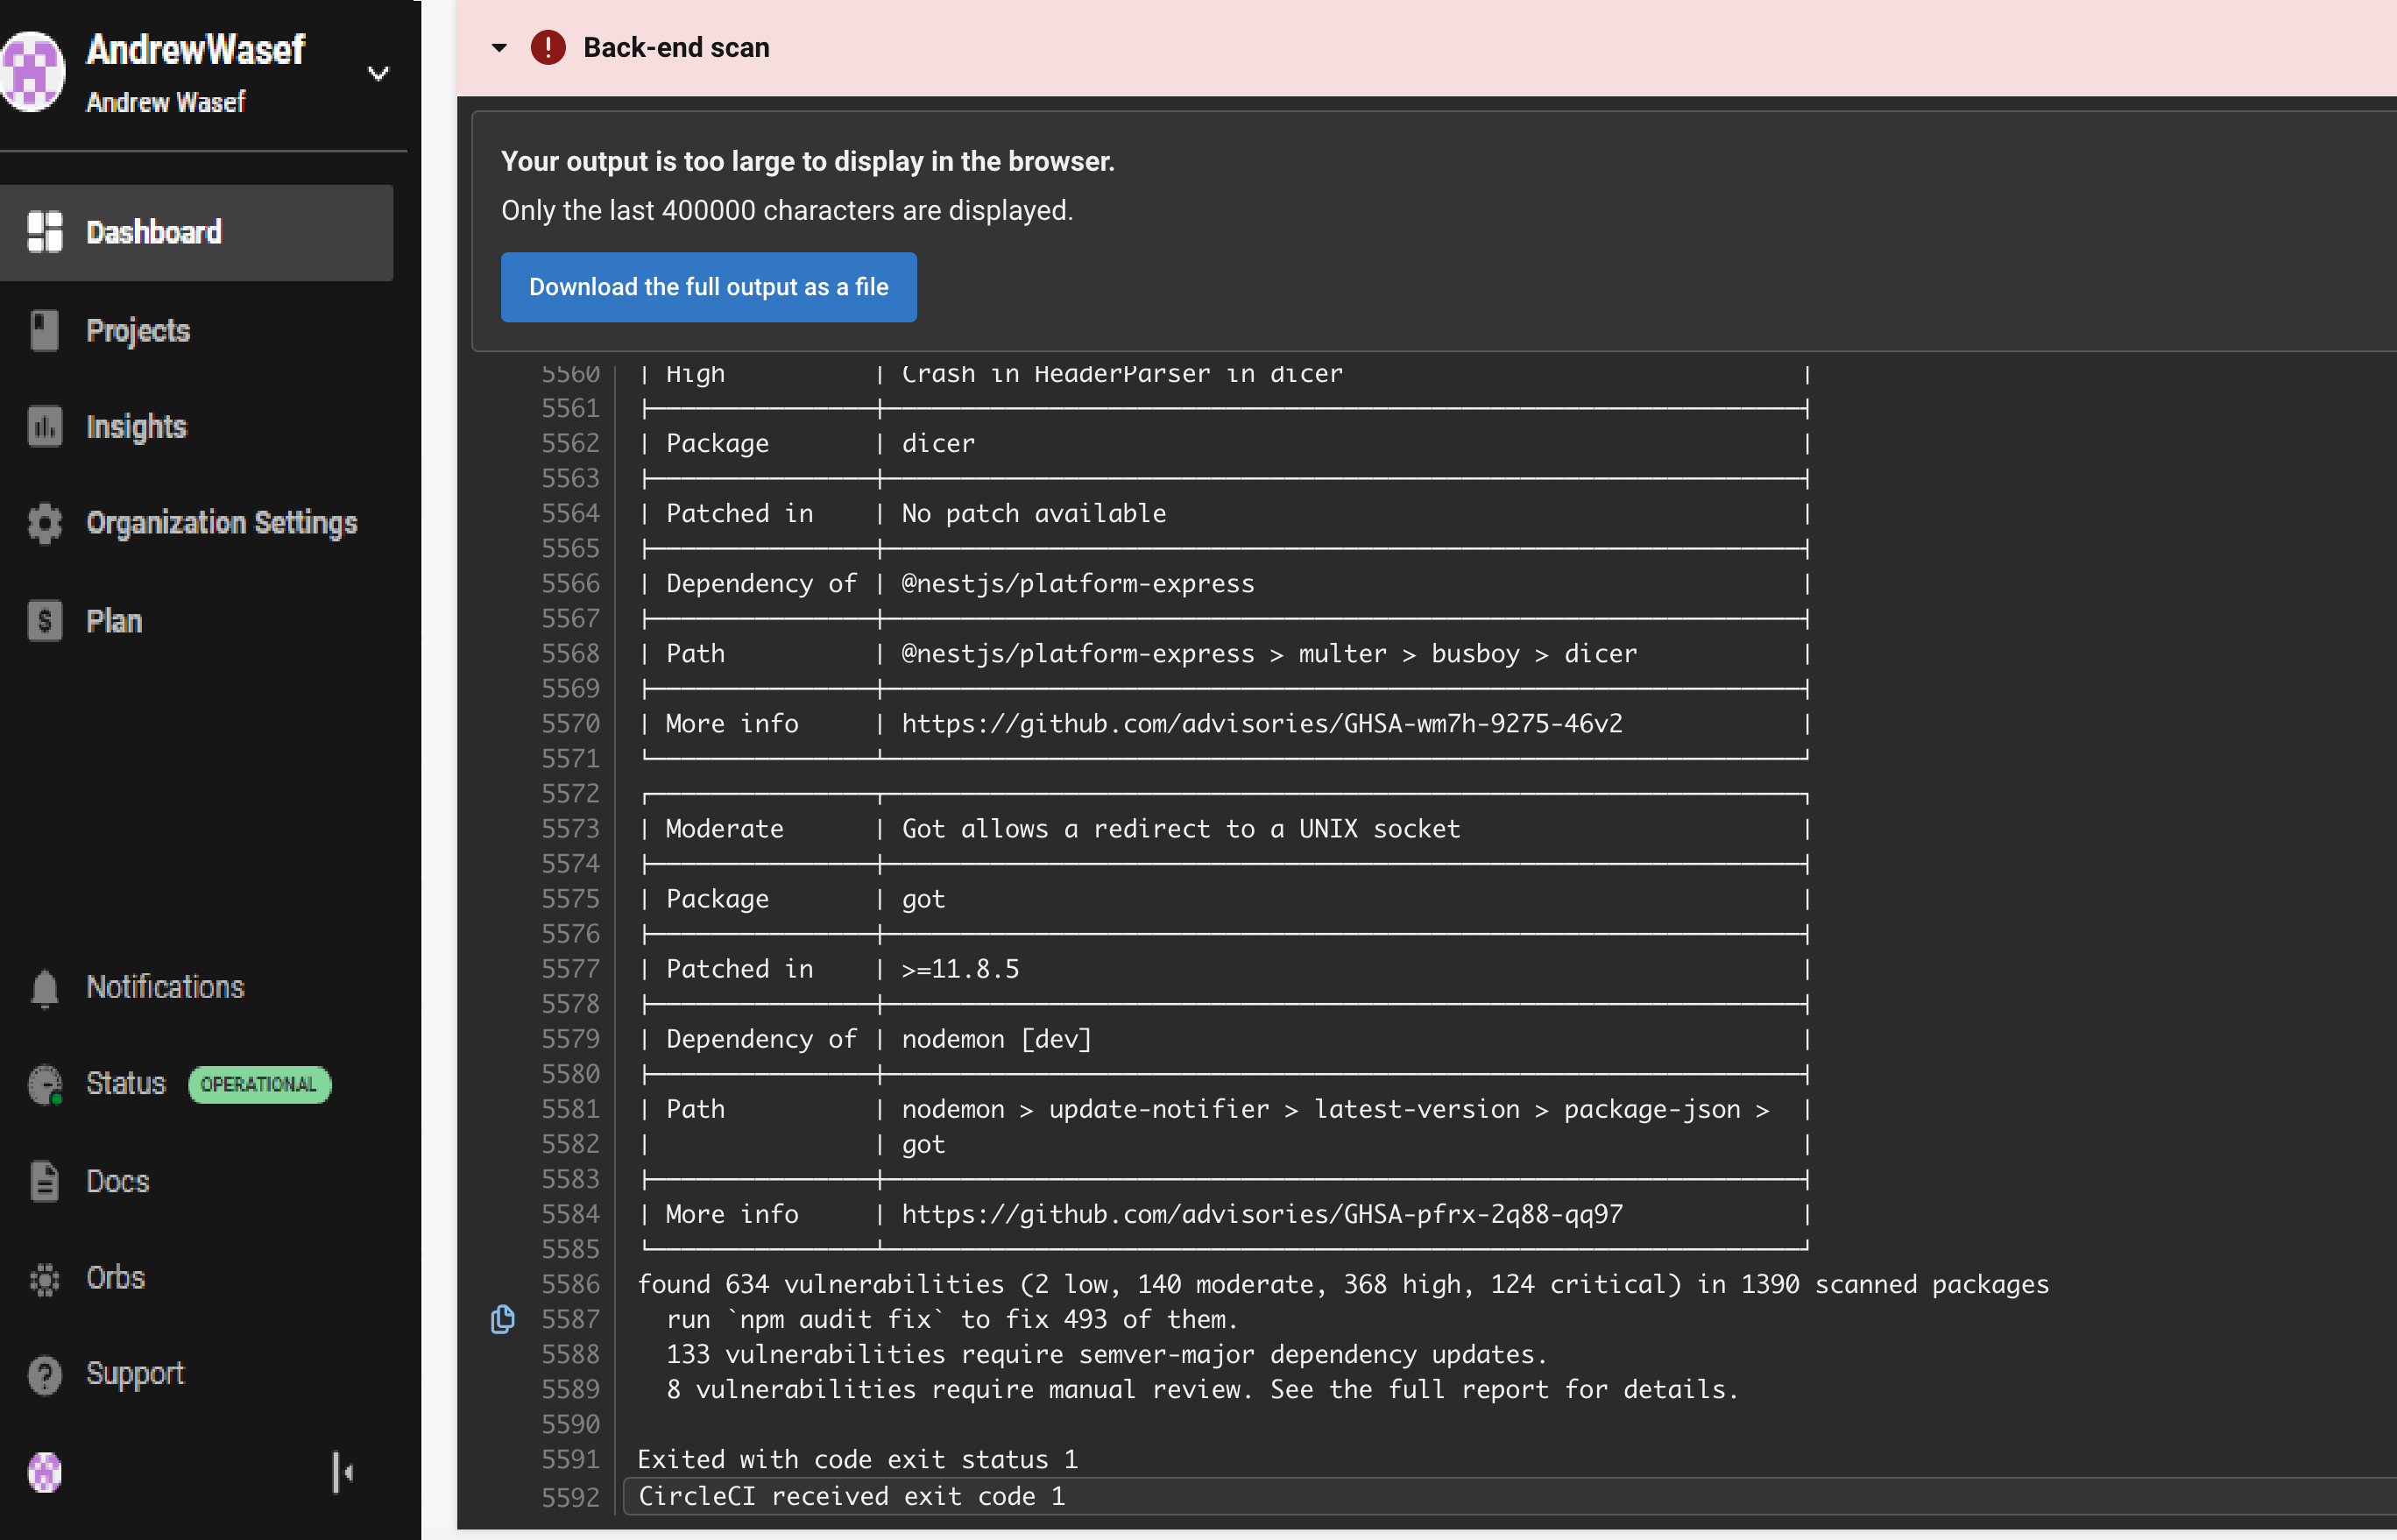 AndrewWasef
Andrew Wasef
Dashboard
Projects
Insights
Organization Settings
Plan
Notifications
Status OPERATIONAL
Docs
Orbs
Support
Back-end scan
Your output is too large to display in the browser.
Only the last 400000 characters are displayed.
Download the full output as a file
5560 | High | Crash in HeaderParser in dicer |
5561
5562 | Package | dicer |
5563
5564 | Patched in | No patch available |
5565
5566 | Dependency of | @nestjs/platform-express |
5567
5568 | Path | @nestjs/platform-express > multer > busboy > dicer |
5569
5570 | More info | https://github.com/advisories/GHSA-wm7h-9275-46v2 |
5571
5572
5573 | Moderate | Got allows a redirect to a UNIX socket |
5574
5575 | Package | got |
5576
5577 | Patched in | >=11.8.5 |
5578
5579 | Dependency of | nodemon [dev] |
5580
5581 | Path | nodemon > update-notifier > latest-version > package-json > |
5582 | | got |
5583
5584 | More info | https://github.com/advisories/GHSA-pfrx-2q88-qq97 |
5585
5586 found 634 vulnerabilities (2 low, 140 moderate, 368 high, 124 critical) in 1390 scanned packages
5587 run `npm audit fix` to fix 493 of them.
5588 133 vulnerabilities require semver-major dependency updates.
5589 8 vulnerabilities require manual review. See the full report for details.
5590
5591 Exited with code exit status 1
5592 CircleCI received exit code 1